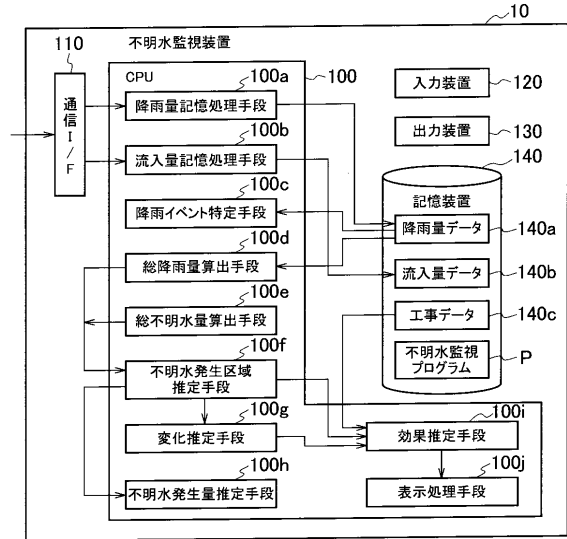 10
不明水監視装置
110
通信I/F
CPU
100
100a
降雨量記憶処理手段
100b
流入量記憶処理手段
100c
降雨イベント特定手段
100d
総降雨量算出手段
100e
総不明水量算出手段
100f
不明水発生区域
推定手段
100g
変化推定手段
100h
不明水発生量推定手段
入力装置
120
出力装置
130
140
記憶装置
降雨量データ
140a
流入量データ
140b
工事データ
140c
不明水監視
プログラム
P
100i
効果推定手段
100j
表示処理手段